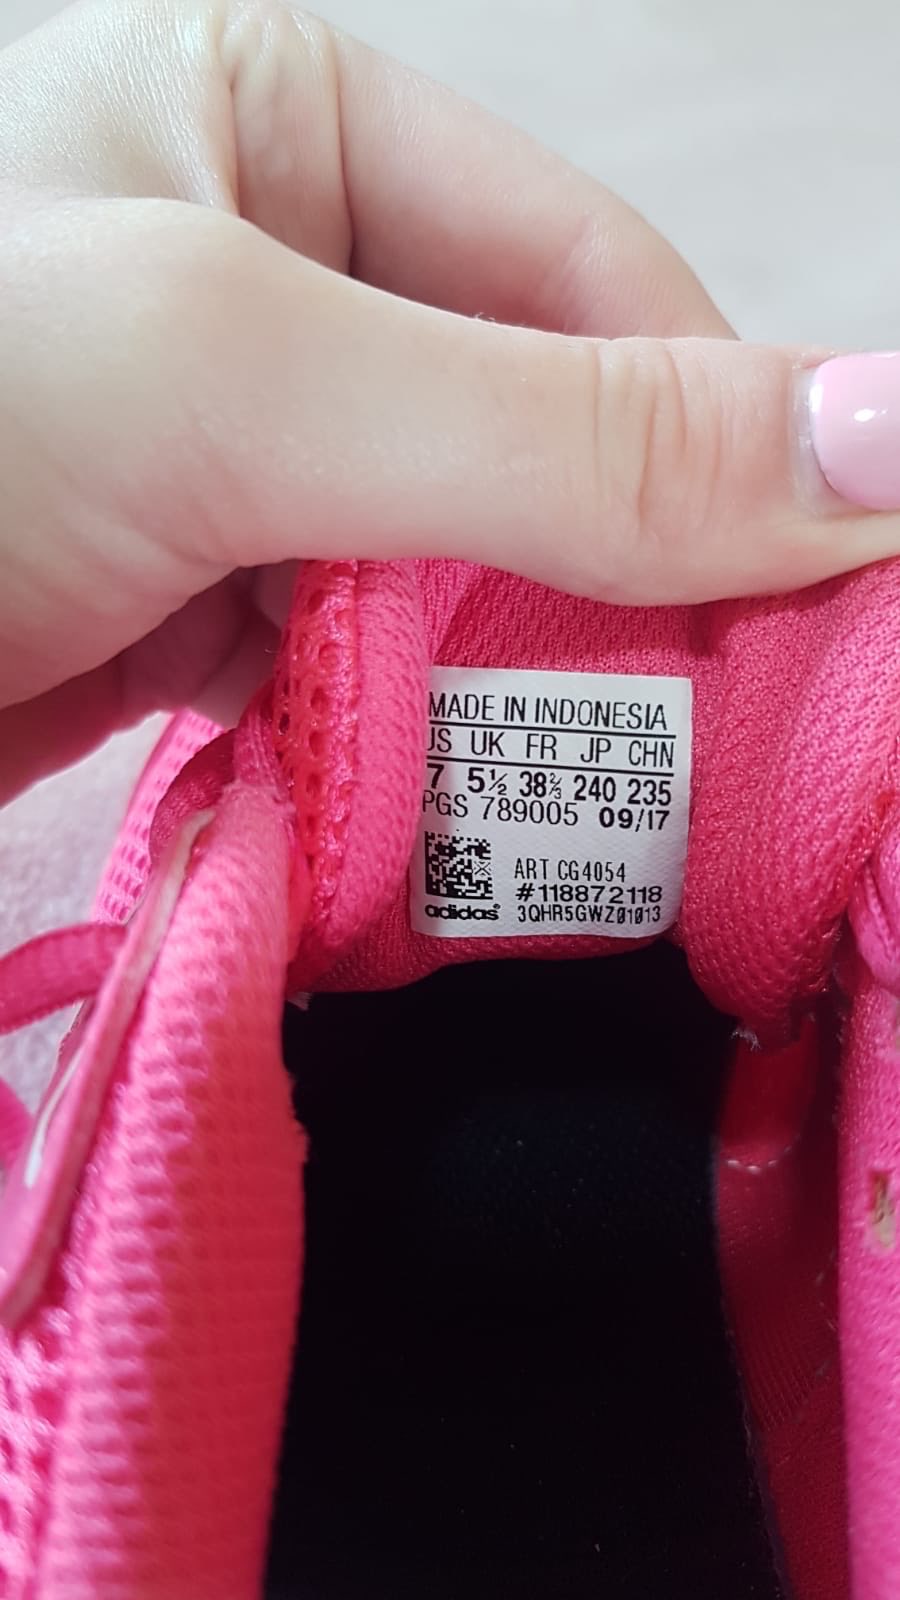 MADE IN INDONESIA
US UK FR JP CHN
7 5½ 38⅔ 240 235
PGS 789005 09/17
ART CG4054
#118872118
adidas® 3QHR5GWZ01013